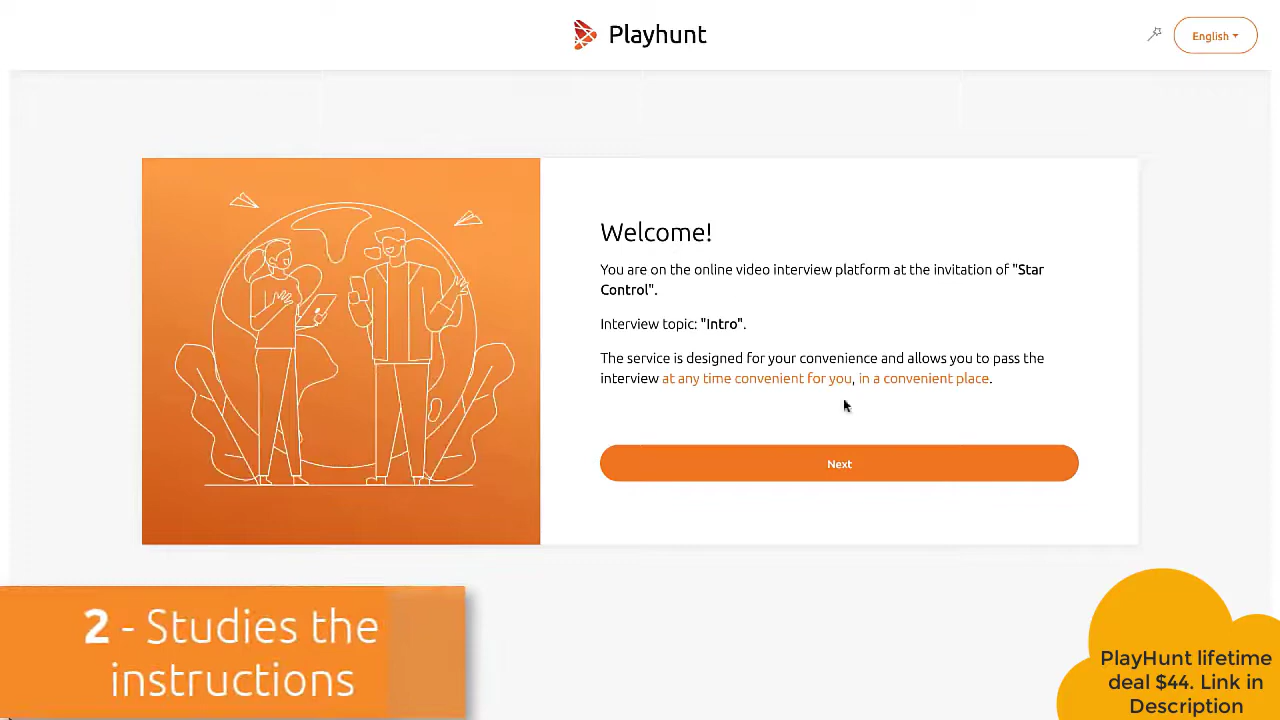 Playhunt
English
Welcome!
You are on the online video interview platform at the invitation of "Star
Control".
Interview topic: "Intro".
The service is designed for your convenience and allows you to pass the
interview at any time convenient for you, in a convenient place.
Next
2 - Studies the
instructions
PlayHunt lifetime
deal $44. Link in
Description